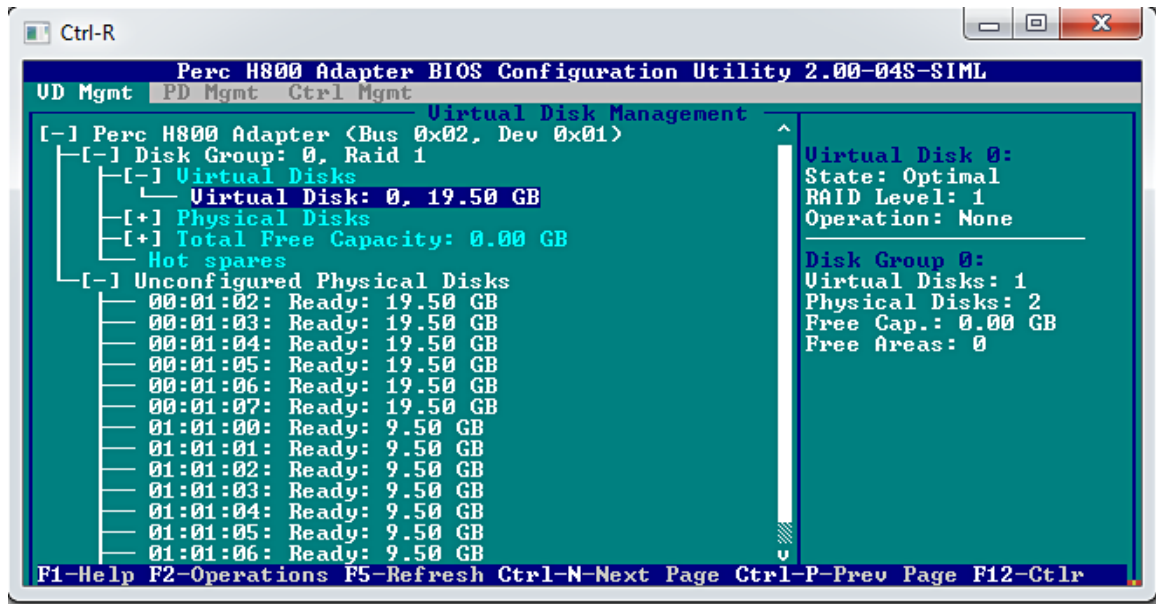 Ctrl-R
Perc H800 Adapter BIOS Configuration Utility 2.00-04S-SIML
VD Mgmt PD Mgmt Ctrl Mgmt
Virtual Disk Management
[-] Perc H800 Adapter (Bus 0x02, Dev 0x01)
[-] Disk Group: 0, Raid 1
[-] Virtual Disks
Virtual Disk: 0, 19.50 GB
[+] Physical Disks
[+] Total Free Capacity: 0.00 GB
Hot spares
[-] Unconfigured Physical Disks
00:01:02: Ready: 19.50 GB
00:01:03: Ready: 19.50 GB
00:01:04: Ready: 19.50 GB
00:01:05: Ready: 19.50 GB
00:01:06: Ready: 19.50 GB
00:01:07: Ready: 19.50 GB
01:01:00: Ready: 9.50 GB
01:01:01: Ready: 9.50 GB
01:01:02: Ready: 9.50 GB
01:01:03: Ready: 9.50 GB
01:01:04: Ready: 9.50 GB
01:01:05: Ready: 9.50 GB
01:01:06: Ready: 9.50 GB
Virtual Disk 0:
State: Optimal
RAID Level: 1
Operation: None
Disk Group 0:
Virtual Disks: 1
Physical Disks: 2
Free Cap.: 0.00 GB
Free Areas: 0
F1-Help F2-Operations F5-Refresh Ctrl-N-Next Page Ctrl-P-Prev Page F12-Ctlr